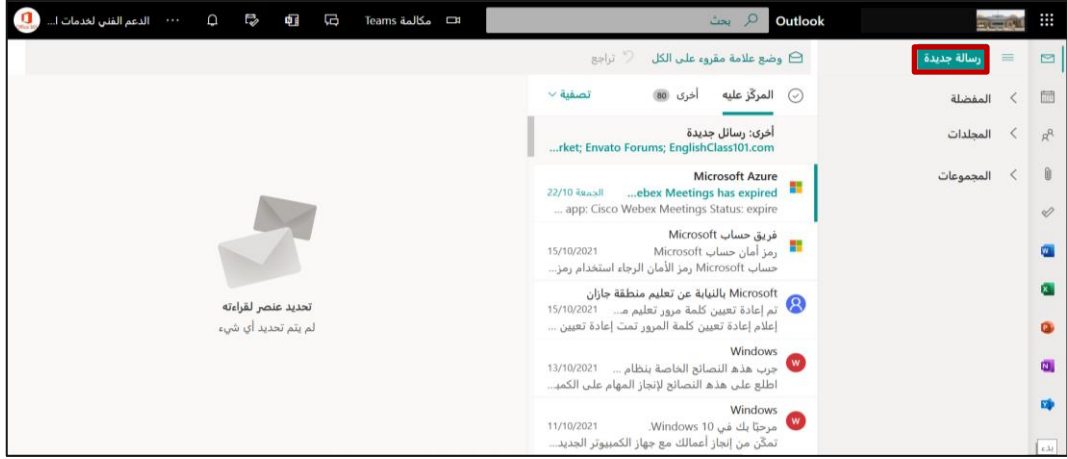 Outlook
بحث
مكالمة Teams
الدعم الفني لخدمات ا...
رسالة جديدة
وضع علامة مقروء على الكل
تراجع
المفضلة
المجلدات
المجموعات
المركّز عليه
أخرى 80
تصفية
أخرى: رسائل جديدة
...rket; Envato Forums; EnglishClass101.com
Microsoft Azure
...ebex Meetings has expired الجمعة 22/10
... app: Cisco Webex Meetings Status: expire
فريق حساب Microsoft
رمز أمان حساب Microsoft 15/10/2021
حساب Microsoft رمز الأمان الرجاء استخدام رمز...
Microsoft بالنيابة عن تعليم منطقة جازان
تم إعادة تعيين كلمة مرور تعليم م... 15/10/2021
إعلام إعادة تعيين كلمة المرور تمت إعادة تعيين ...
W
Windows
جرب هذه النصائح الخاصة بنظام ... 13/10/2021
اطلع على هذه النصائح لإنجاز المهام على الكمبـ...
W
Windows
مرحبًا بك في Windows 10. 11/10/2021
تمكّن من إنجاز أعمالك مع جهاز الكمبيوتر الجديد...
تحديد عنصر لقراءته
لم يتم تحديد أي شيء
بدء